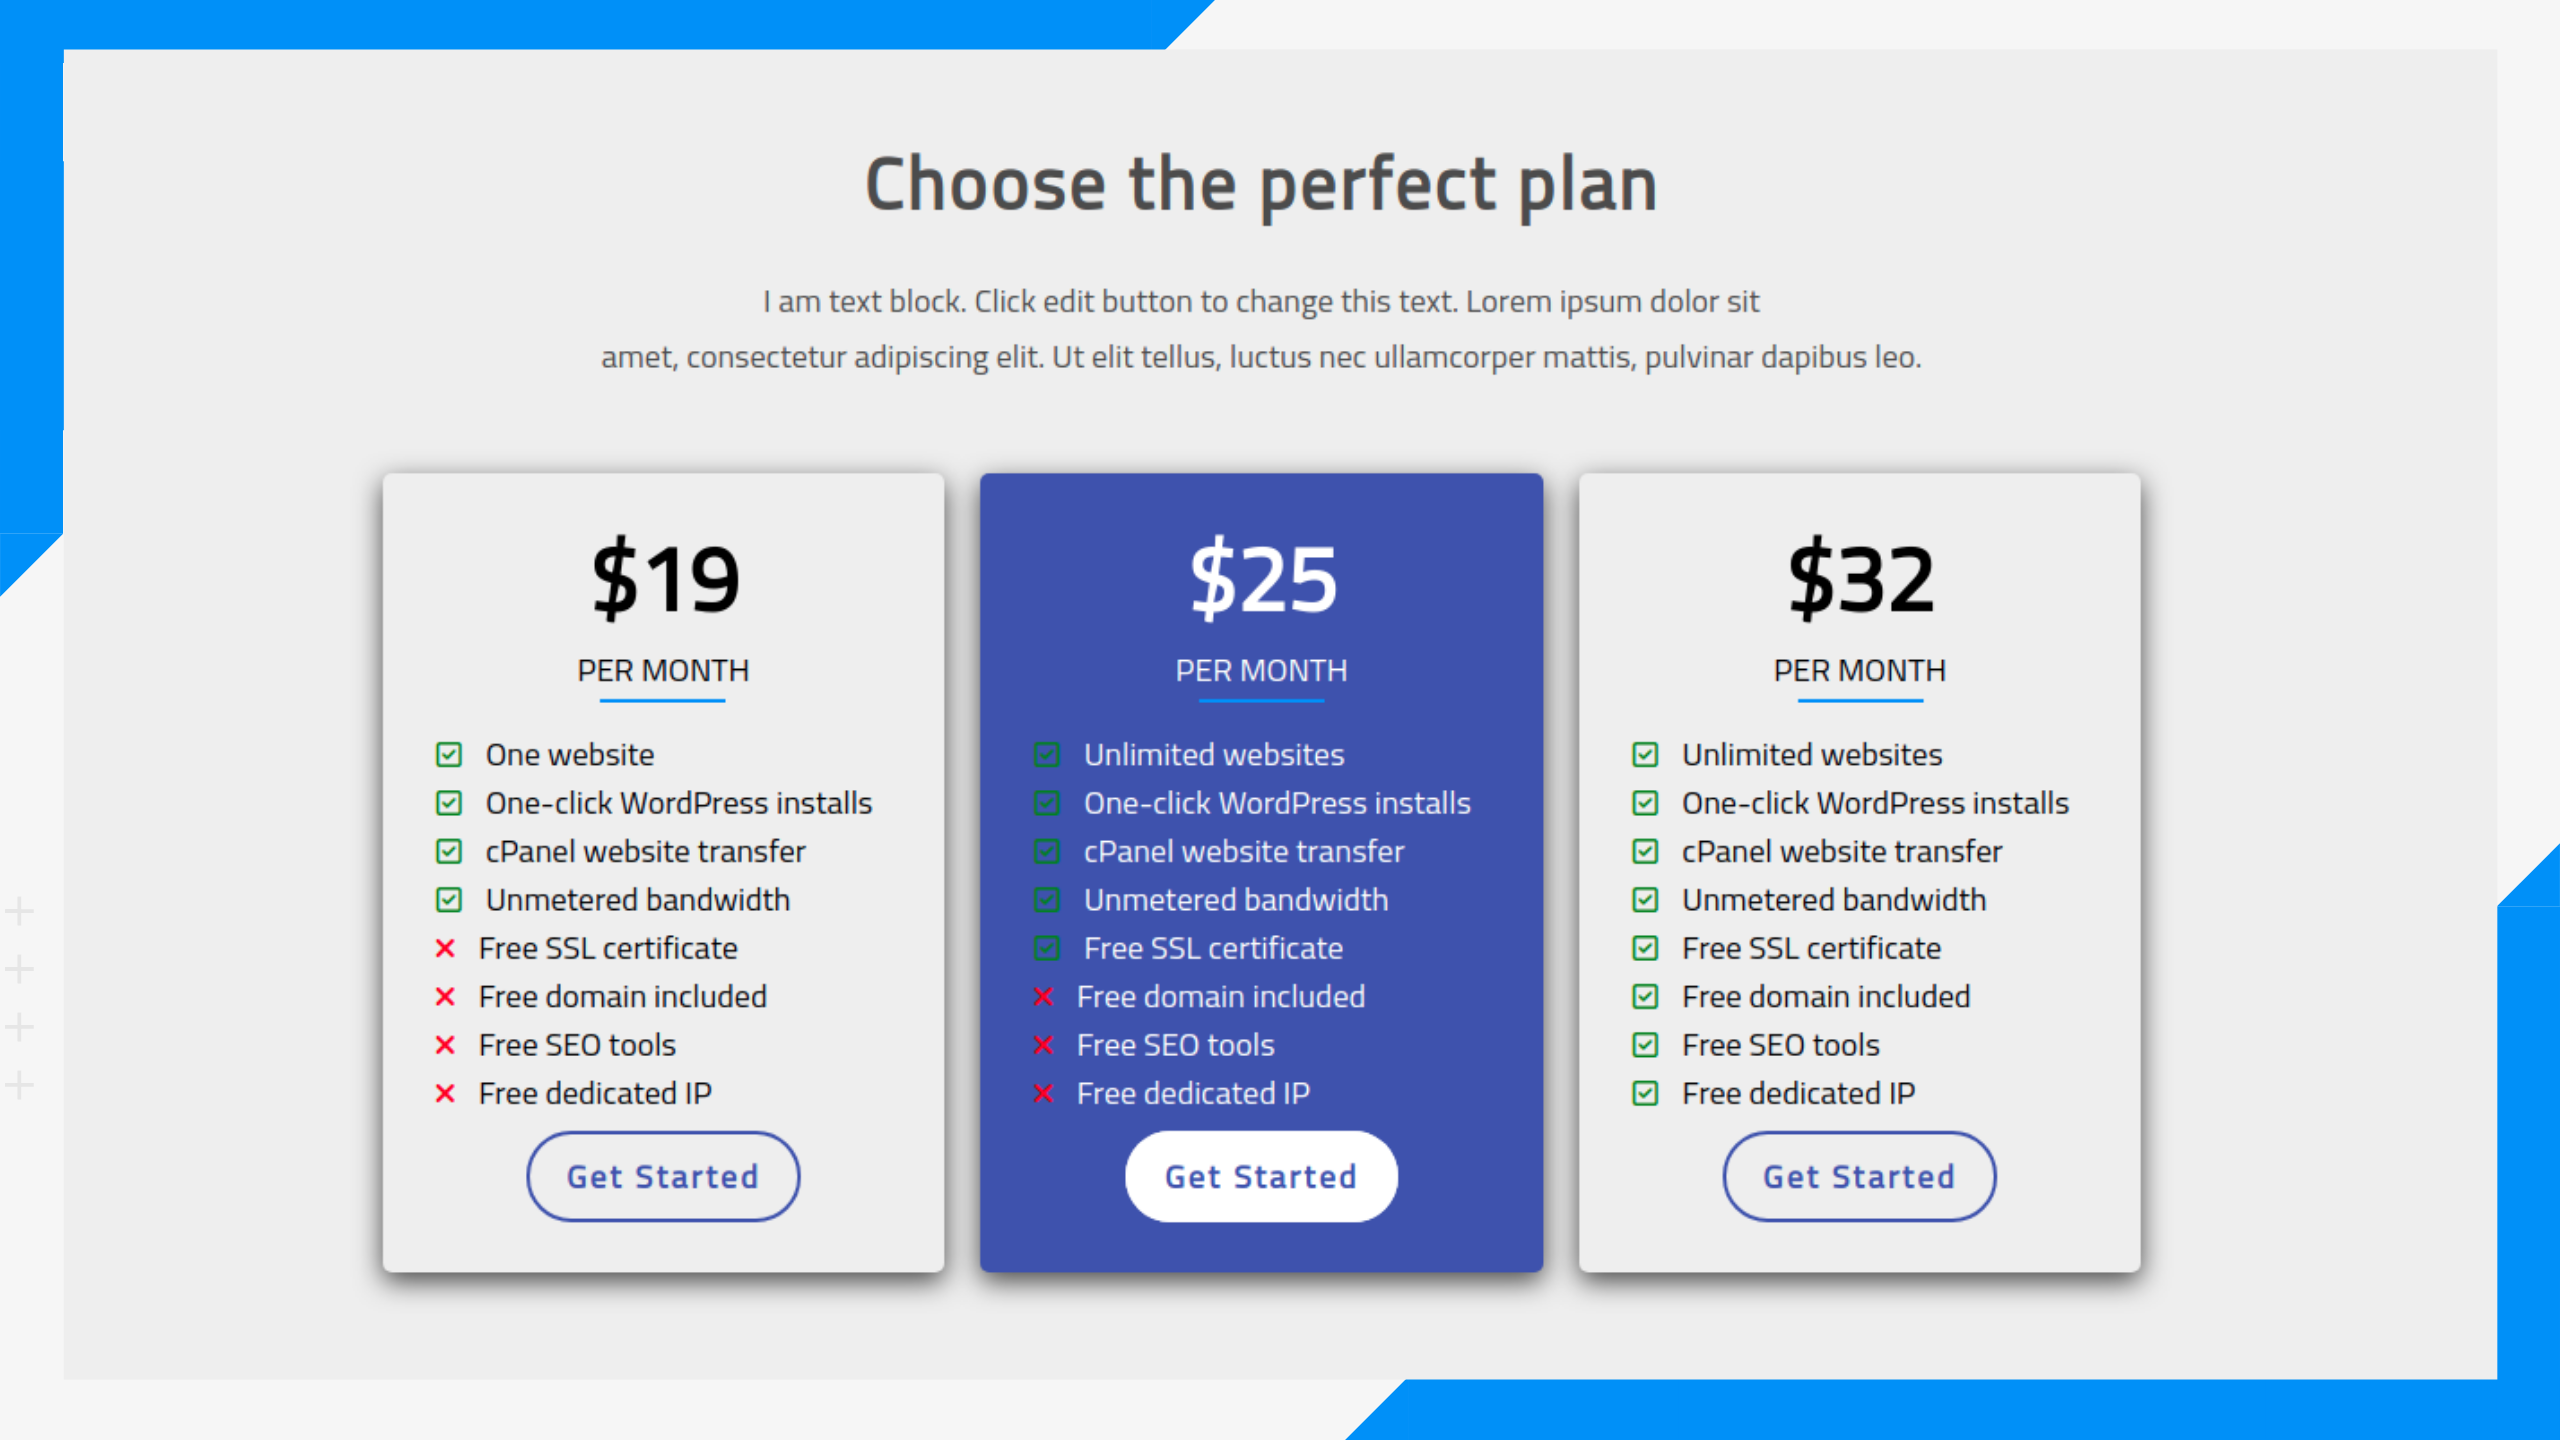 Choose the perfect plan
I am text block. Click edit button to change this text. Lorem ipsum dolor sit
amet, consectetur adipiscing elit. Ut elit tellus, luctus nec ullamcorper mattis, pulvinar dapibus leo.
$19
PER MONTH
One website
One-click WordPress installs
cPanel website transfer
Unmetered bandwidth
Free SSL certificate
Free domain included
Free SEO tools
Free dedicated IP
Get Started
$25
PER MONTH
Unlimited websites
One-click WordPress installs
cPanel website transfer
Unmetered bandwidth
Free SSL certificate
Free domain included
Free SEO tools
Free dedicated IP
Get Started
$32
PER MONTH
Unlimited websites
One-click WordPress installs
cPanel website transfer
Unmetered bandwidth
Free SSL certificate
Free domain included
Free SEO tools
Free dedicated IP
Get Started